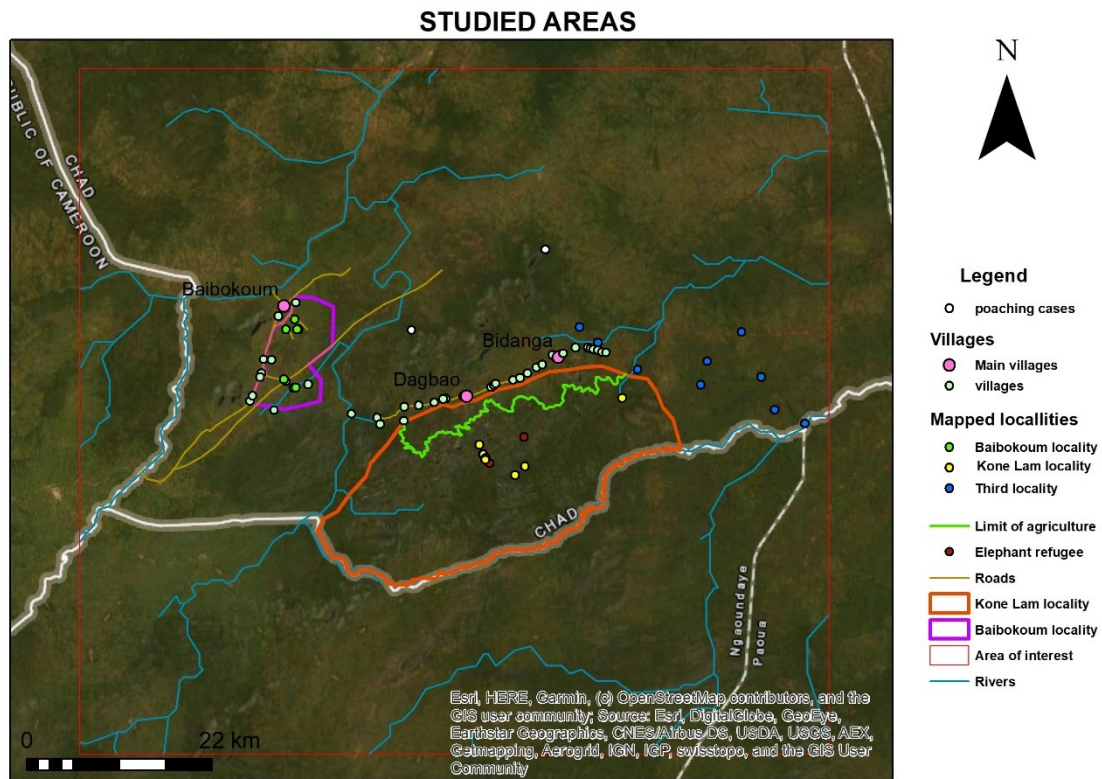 STUDIED AREAS
N
PUBLIC OF CAMEROON
CHAD
Baibokoum
Bidanga
Dagbao
CHAD
Ngaoundaye
Paoua
Esri, HERE, Garmin, (c) OpenStreetMap contributors, and the
GIS user community; Source: Esri, DigitalGlobe, GeoEye,
Earthstar Geographics, CNES/Airbus DS, USDA, USGS, AEX,
Getmapping, Aerogrid, IGN, IGP, swisstopo, and the GIS User
Community
0 22 km
Legend
poaching cases
Villages
Main villages
villages
Mapped locallities
Baibokoum locality
Kone Lam locality
Third locality
Limit of agriculture
Elephant refugee
Roads
Kone Lam locality
Baibokoum locality
Area of interest
Rivers